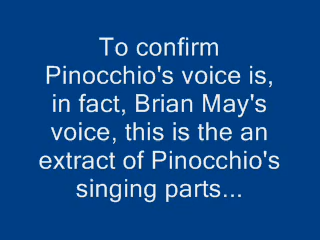 To confirm
Pinocchio's voice is,
in fact, Brian May's
voice, this is the an
extract of Pinocchio's
singing parts...